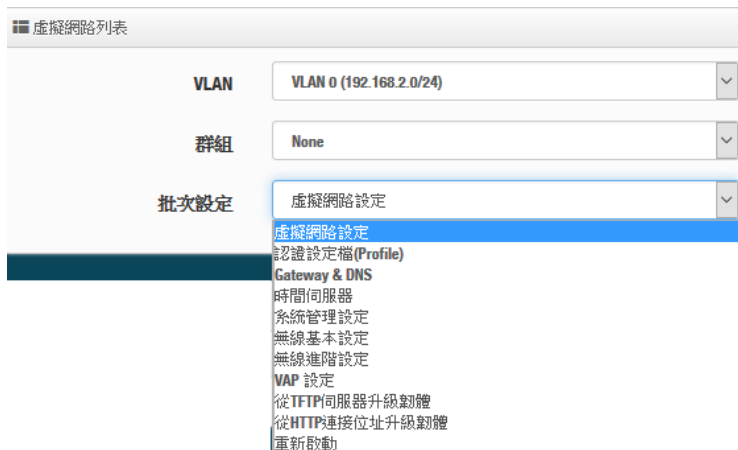 虛擬網路列表
VLAN VLAN 0 (192.168.2.0/24)
群組 None
批次設定 虛擬網路設定
虛擬網路設定
認證設定檔(Profile)
Gateway & DNS
時間伺服器
系統管理設定
無線基本設定
無線進階設定
VAP 設定
從TFTP伺服器升級韌體
從HTTP連接位址升級韌體
重新啟動